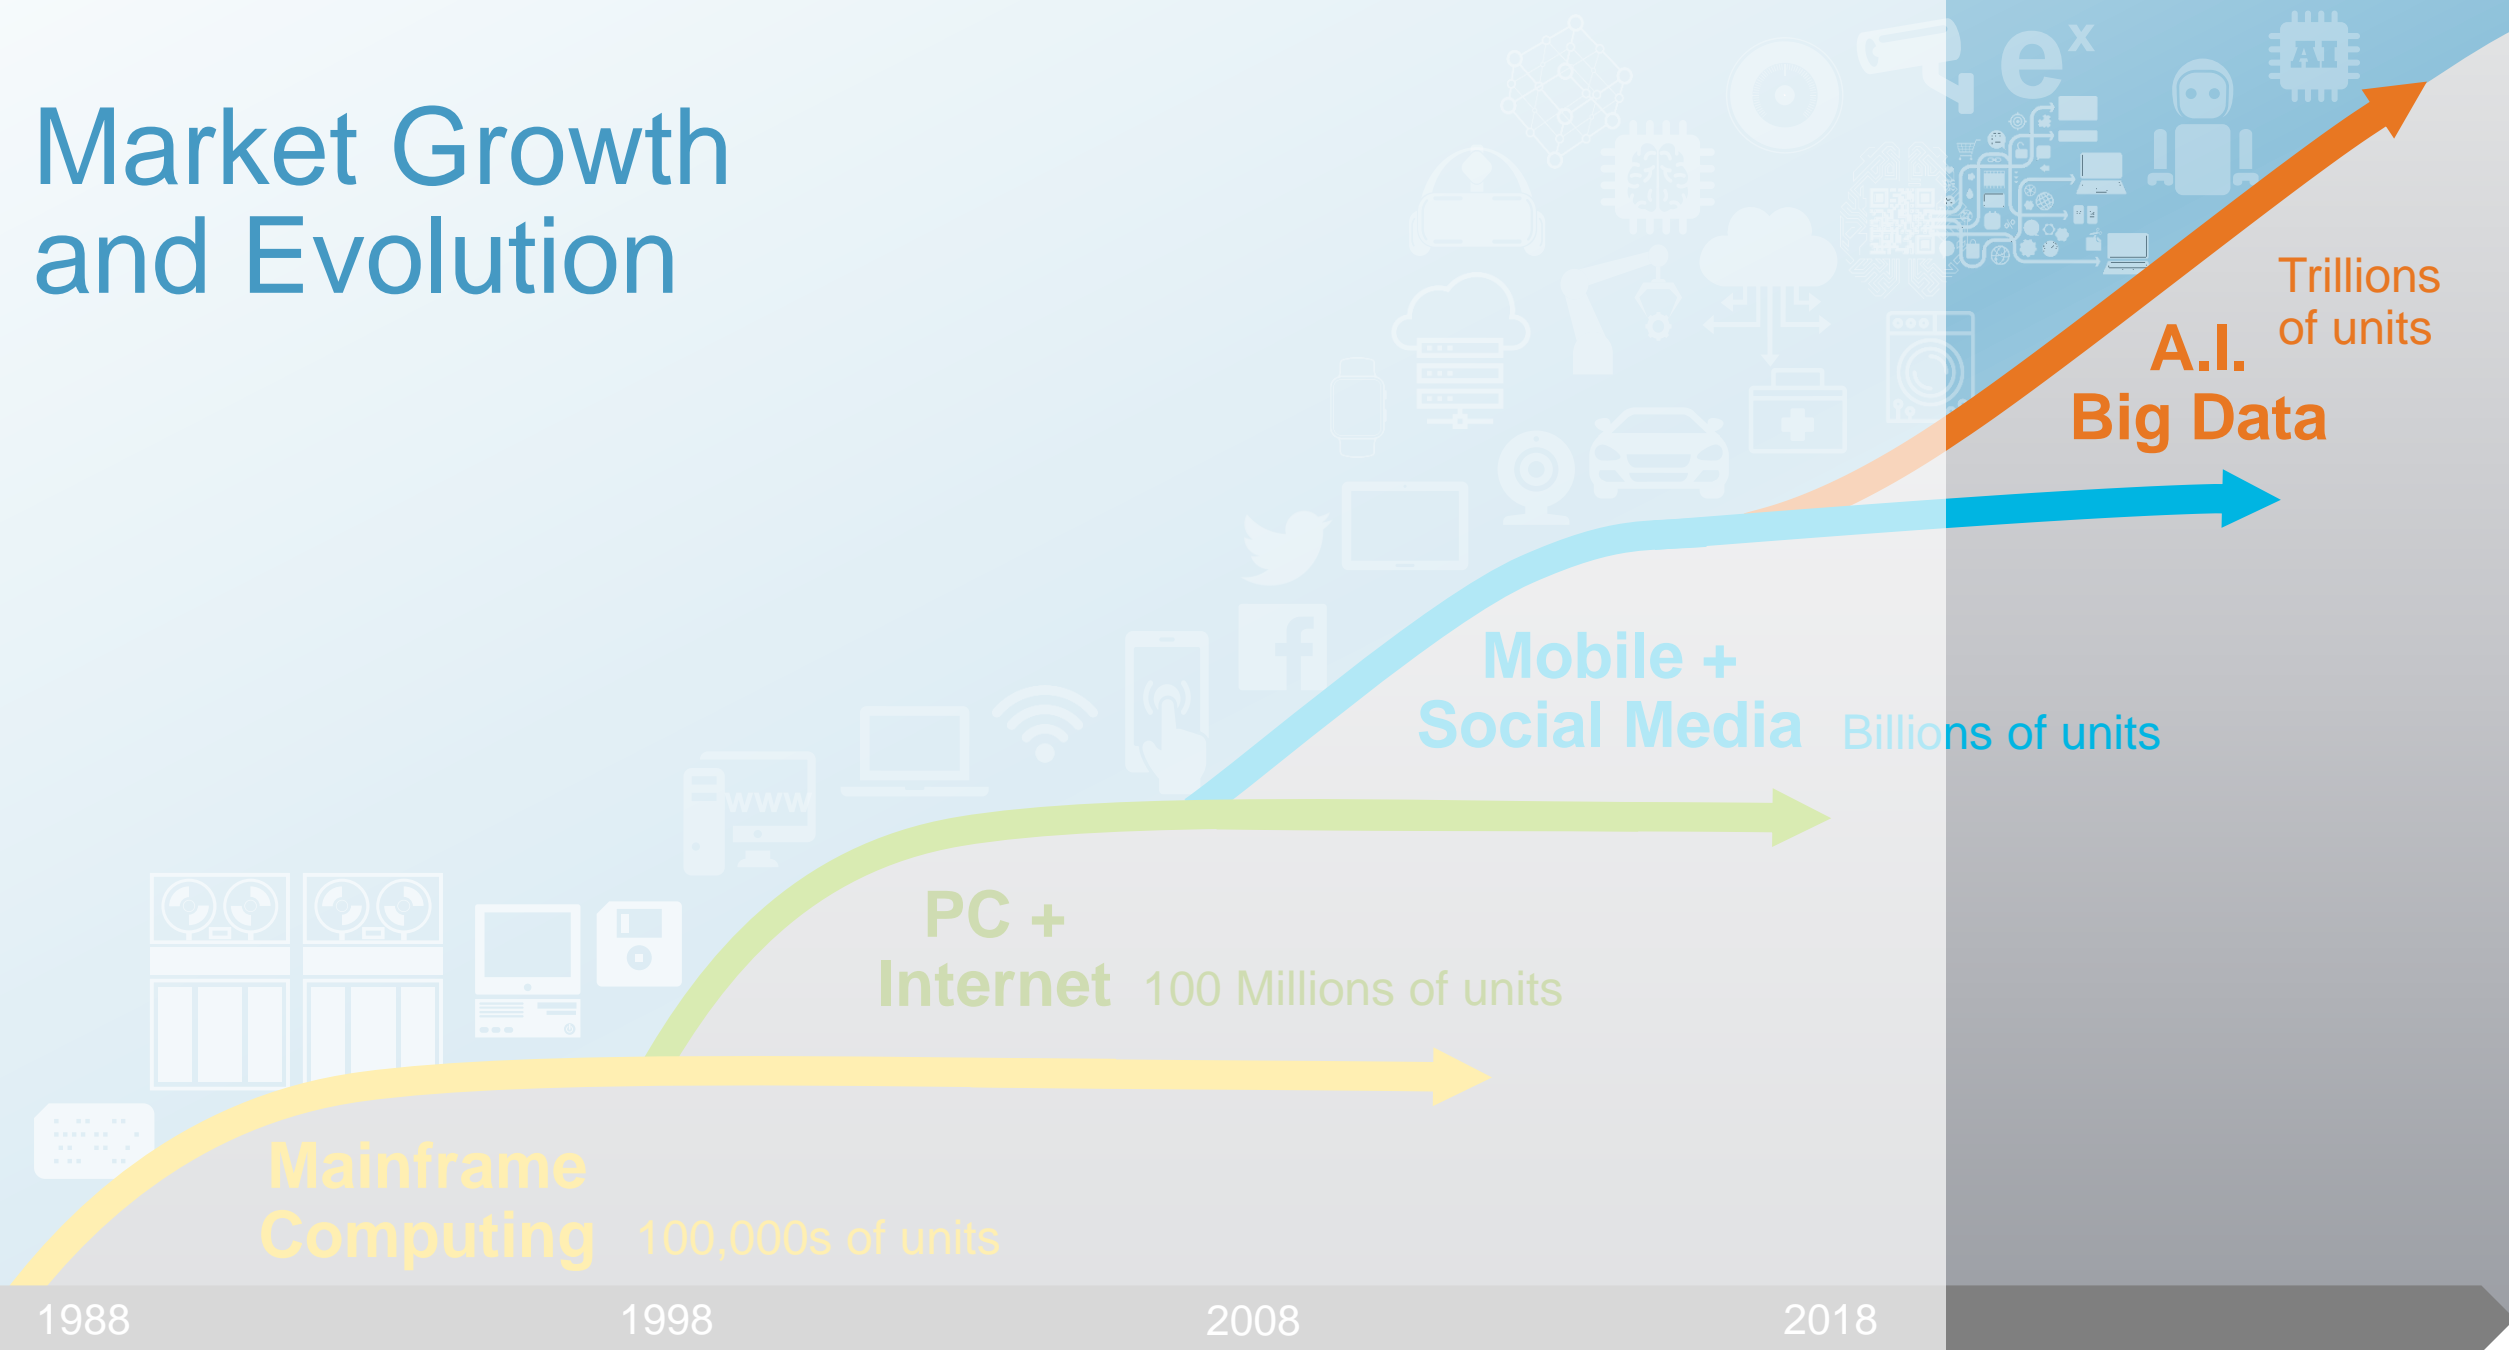 Market Growth
and Evolution
e^x
AI
Trillions
of units
A.I.
Big Data
Mobile +
Social Media
Billions of units
www
PC +
Internet
100 Millions of units
Mainframe
Computing
100,000s of units
1988
1998
2008
2018